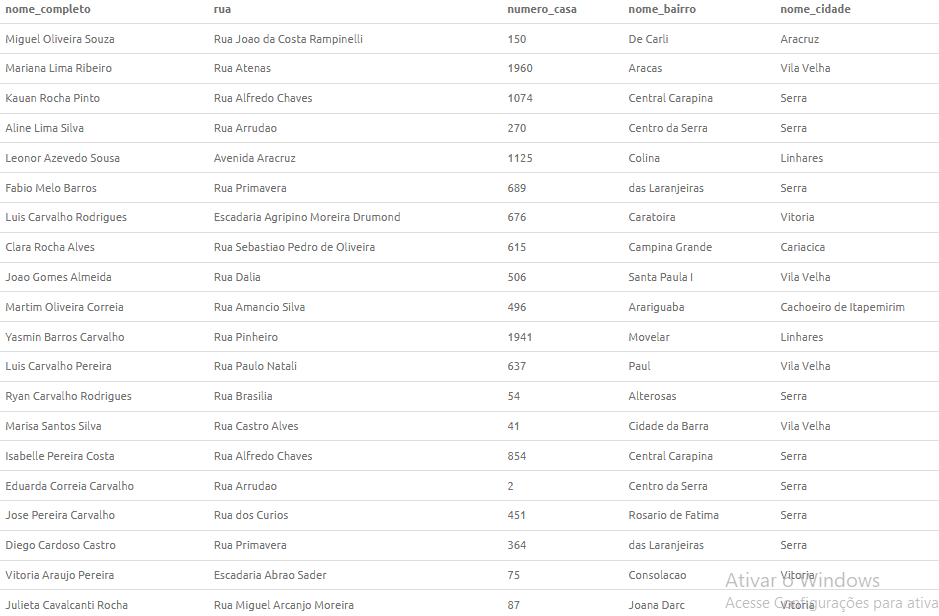 nome_completo rua numero_casa nome_bairro nome_cidade
Miguel Oliveira Souza Rua Joao da Costa Rampinelli 150 De Carli Aracruz
Mariana Lima Ribeiro Rua Atenas 1960 Aracas Vila Velha
Kauan Rocha Pinto Rua Alfredo Chaves 1074 Central Carapina Serra
Aline Lima Silva Rua Arrudao 270 Centro da Serra Serra
Leonor Azevedo Sousa Avenida Aracruz 1125 Colina Linhares
Fabio Melo Barros Rua Primavera 689 das Laranjeiras Serra
Luis Carvalho Rodrigues Escadaria Agripino Moreira Drumond 676 Caratoira Vitoria
Clara Rocha Alves Rua Sebastiao Pedro de Oliveira 615 Campina Grande Cariacica
Joao Gomes Almeida Rua Dalia 506 Santa Paula I Vila Velha
Martim Oliveira Correia Rua Amancio Silva 496 Arariguaba Cachoeiro de Itapemirim
Yasmin Barros Carvalho Rua Pinheiro 1941 Movelar Linhares
Luis Carvalho Pereira Rua Paulo Natali 637 Paul Vila Velha
Ryan Carvalho Rodrigues Rua Brasilia 54 Alterosas Serra
Marisa Santos Silva Rua Castro Alves 41 Cidade da Barra Vila Velha
Isabelle Pereira Costa Rua Alfredo Chaves 854 Central Carapina Serra
Eduarda Correia Carvalho Rua Arrudao 2 Centro da Serra Serra
Jose Pereira Carvalho Rua dos Curios 451 Rosario de Fatima Serra
Diego Cardoso Castro Rua Primavera 364 das Laranjeiras Serra
Vitoria Araujo Pereira Escadaria Abrao Sader 75 Consolacao Vitoria
Ativar o Windows
Julieta Cavalcanti Rocha Rua Miguel Arcanjo Moreira 87 Joana Darc Vitoria
Acesse Configurações para ativa